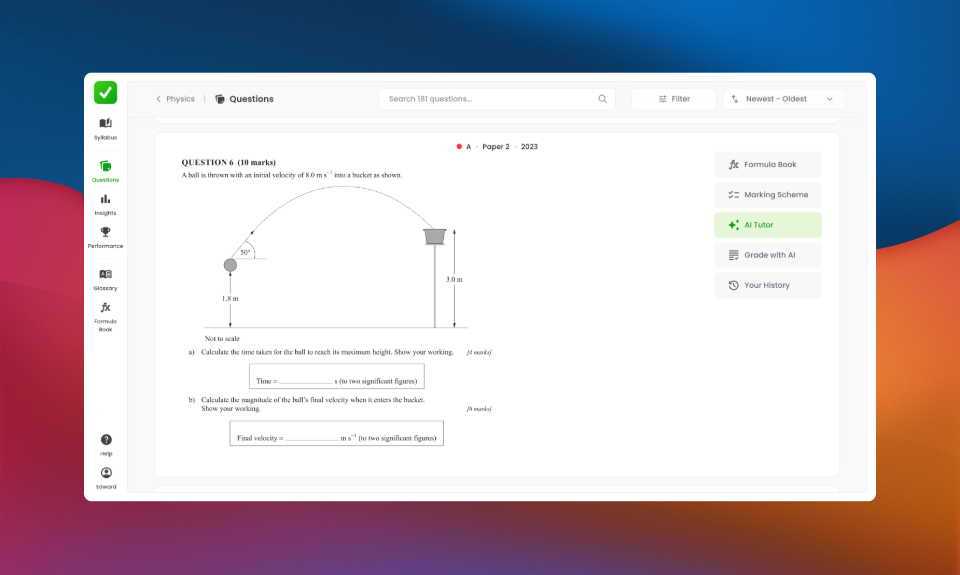 Physics | Questions
Search 181 questions...
Filter
Newest - Oldest
Syllabus
Questions
Insights
Performance
Glossary
Formula
Book
Help
Edward
A · Paper 2 · 2023
QUESTION 6 (10 marks)
A ball is thrown with an initial velocity of 8.0 m s⁻¹ into a bucket as shown.
50°
1.8 m
3.0 m
Not to scale
a) Calculate the time taken for the ball to reach its maximum height. Show your working. [4 marks]
Time = ____________ s (to two significant figures)
b) Calculate the magnitude of the ball's final velocity when it enters the bucket.
Show your working. [6 marks]
Final velocity = ____________ m s⁻¹ (to two significant figures)
Formula Book
Marking Scheme
AI Tutor
Grade with AI
Your History